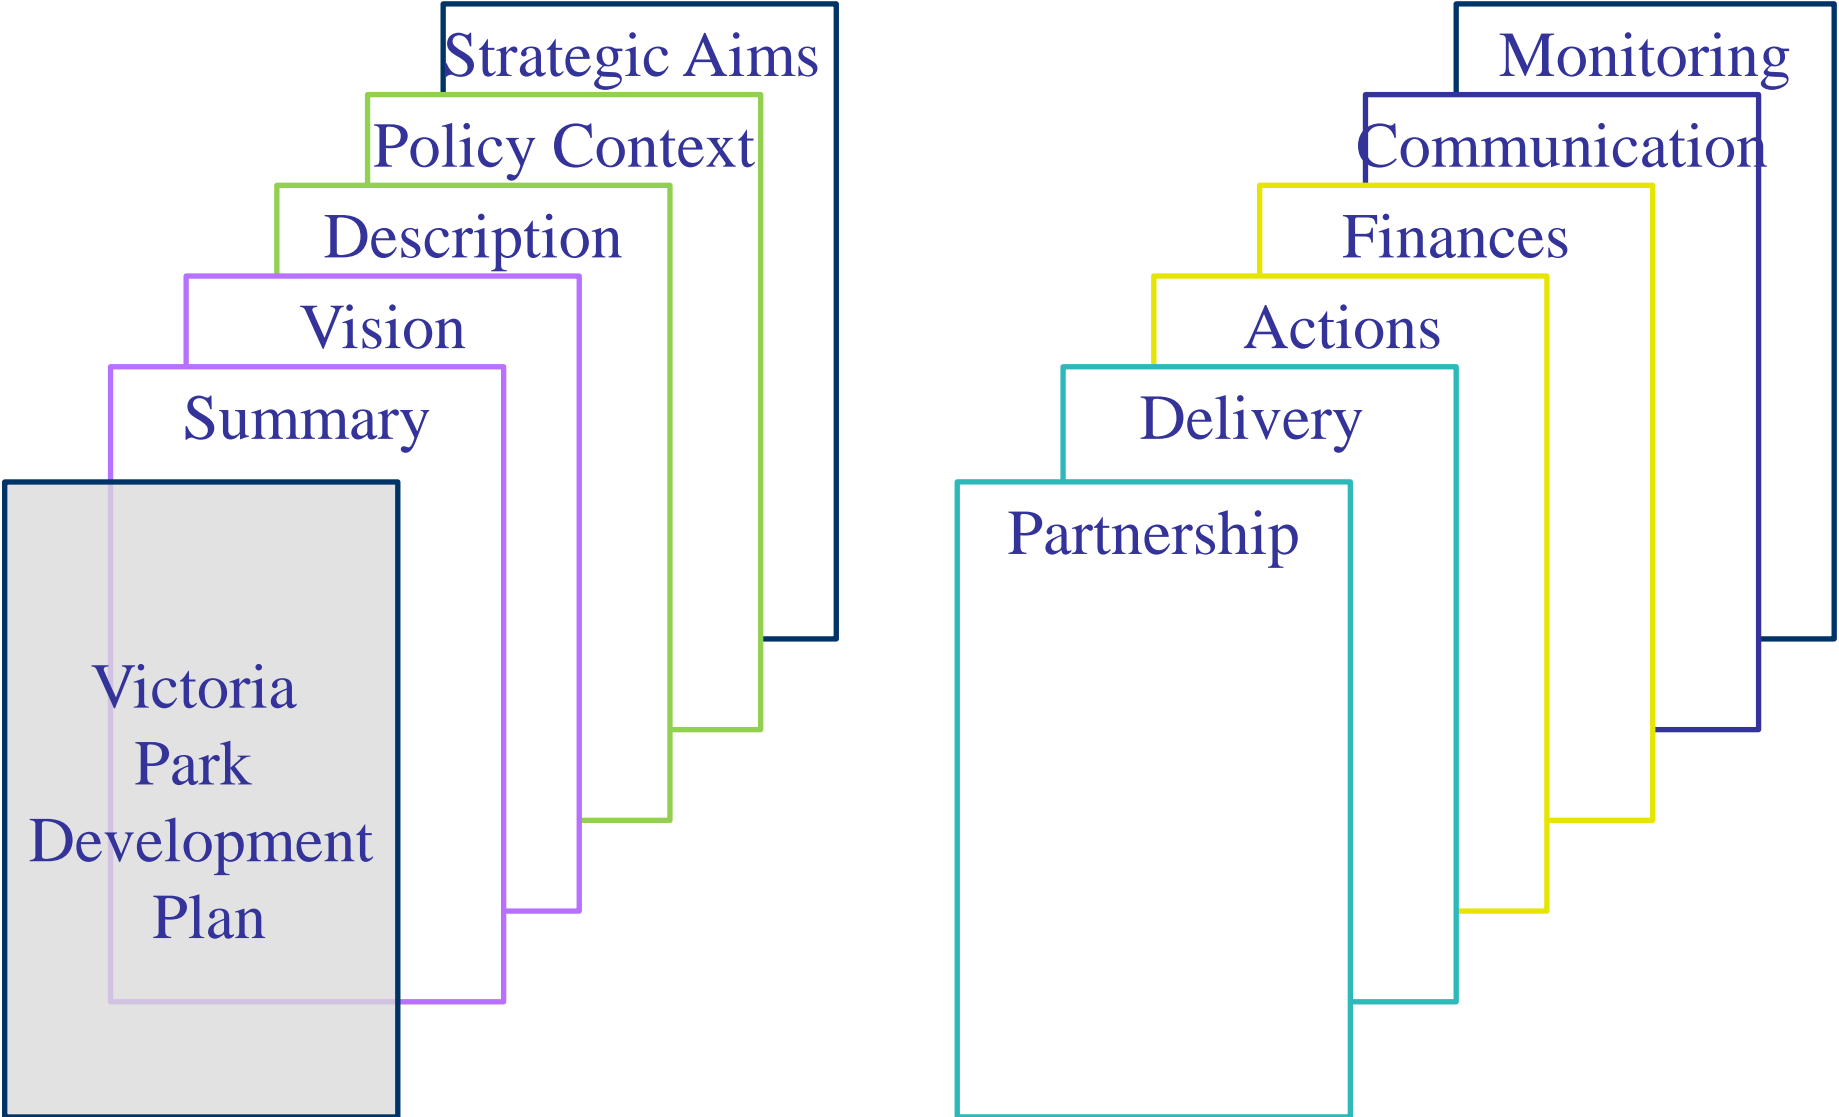 Strategic Aims
Policy Context
Description
Vision
Summary
Victoria
Park
Development
Plan
Monitoring
Communication
Finances
Actions
Delivery
Partnership